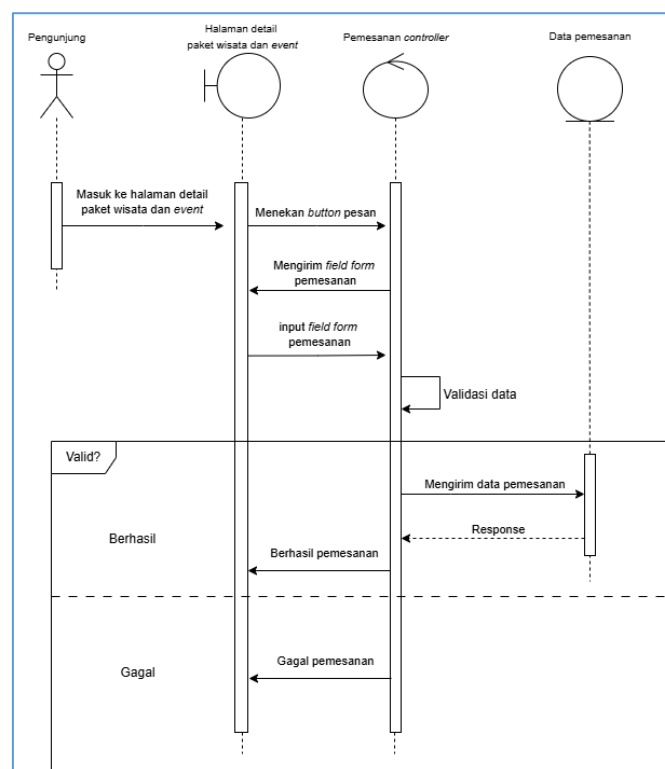 Pengunjung
Halaman detail
paket wisata dan event
Pemesanan controller
Data pemesanan
Masuk ke halaman detail
paket wisata dan event
Menekan button pesan
Mengirim field form
pemesanan
input field form
pemesanan
Validasi data
Valid?
Mengirim data pemesanan
Response
Berhasil
Berhasil pemesanan
Gagal pemesanan
Gagal